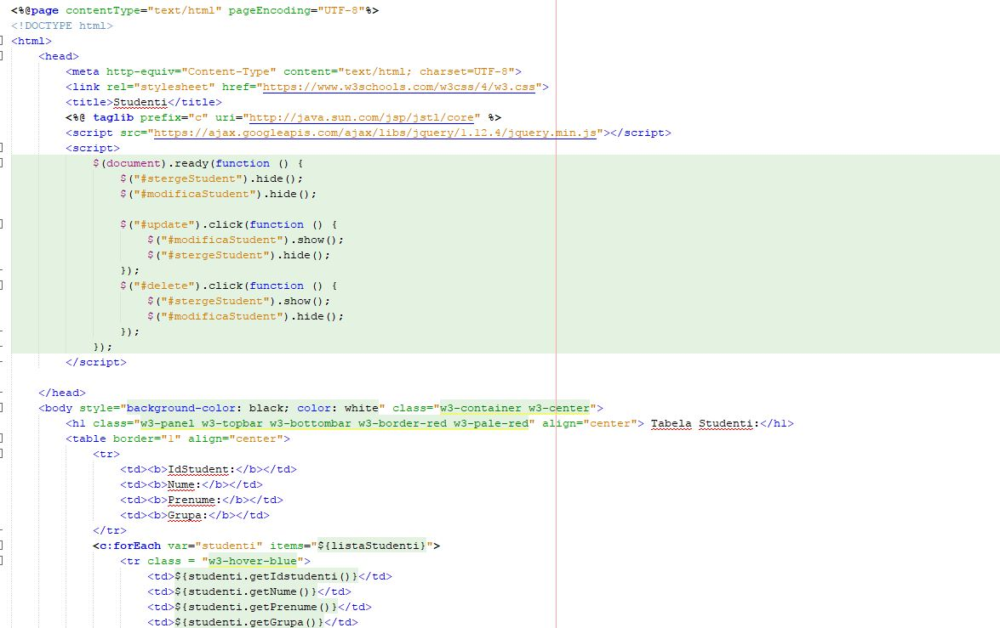 <%@page contentType="text/html" pageEncoding="UTF-8"%>
<!DOCTYPE html>
<html>
    <head>
        <meta http-equiv="Content-Type" content="text/html; charset=UTF-8">
        <link rel="stylesheet" href="https://www.w3schools.com/w3css/4/w3.css">
        <title>Studenti</title>
        <%@ taglib prefix="c" uri="http://java.sun.com/jsp/jstl/core" %>
        <script src="https://ajax.googleapis.com/ajax/libs/jquery/1.12.4/jquery.min.js"></script>
        <script>
            $(document).ready(function () {
                $("#stergeStudent").hide();
                $("#modificaStudent").hide();

                $("#update").click(function () {
                    $("#modificaStudent").show();
                    $("#stergeStudent").hide();
                });
                $("#delete").click(function () {
                    $("#stergeStudent").show();
                    $("#modificaStudent").hide();
                });
            });
        </script>

    </head>
    <body style="background-color: black; color: white" class="w3-container w3-center">
        <h1 class="w3-panel w3-topbar w3-bottombar w3-border-red w3-pale-red" align="center"> Tabela Studenti:</h1>
        <table border="1" align="center">
            <tr>
                <td><b>IdStudent:</b></td>
                <td><b>Nume:</b></td>
                <td><b>Prenume:</b></td>
                <td><b>Grupa:</b></td>
            </tr>
            <c:forEach var="studenti" items="${listaStudenti}">
                <tr class = "w3-hover-blue">
                    <td>${studenti.getIdstudenti()}</td>
                    <td>${studenti.getNume()}</td>
                    <td>${studenti.getPrenume()}</td>
                    <td>${studenti.getGrupa()}</td>